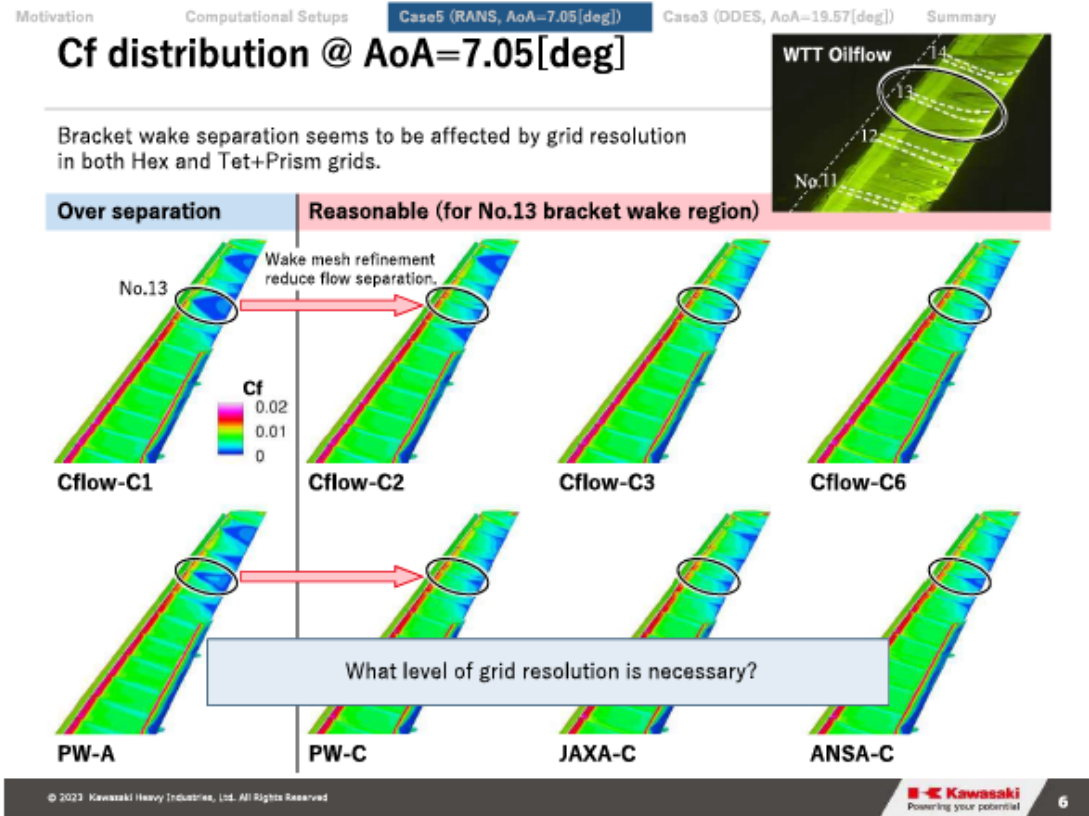 Motivation
Computational Setups
Case5 (RANS, AoA=7.05[deg])
Case3 (DDES, AoA=19.57[deg])
Summary
Cf distribution @ AoA=7.05[deg]
WTT Oilflow
14
13
12
No.11
Bracket wake separation seems to be affected by grid resolution
in both Hex and Tet+Prism grids.
Over separation
Reasonable (for No.13 bracket wake region)
Wake mesh refinement
reduce flow separation.
No.13
Cf
0.02
0.01
0
Cflow-C1
Cflow-C2
Cflow-C3
Cflow-C6
What level of grid resolution is necessary?
PW-A
PW-C
JAXA-C
ANSA-C
© 2023 Kawasaki Heavy Industries, Ltd. All Rights Reserved
Kawasaki
Powering your potential
6